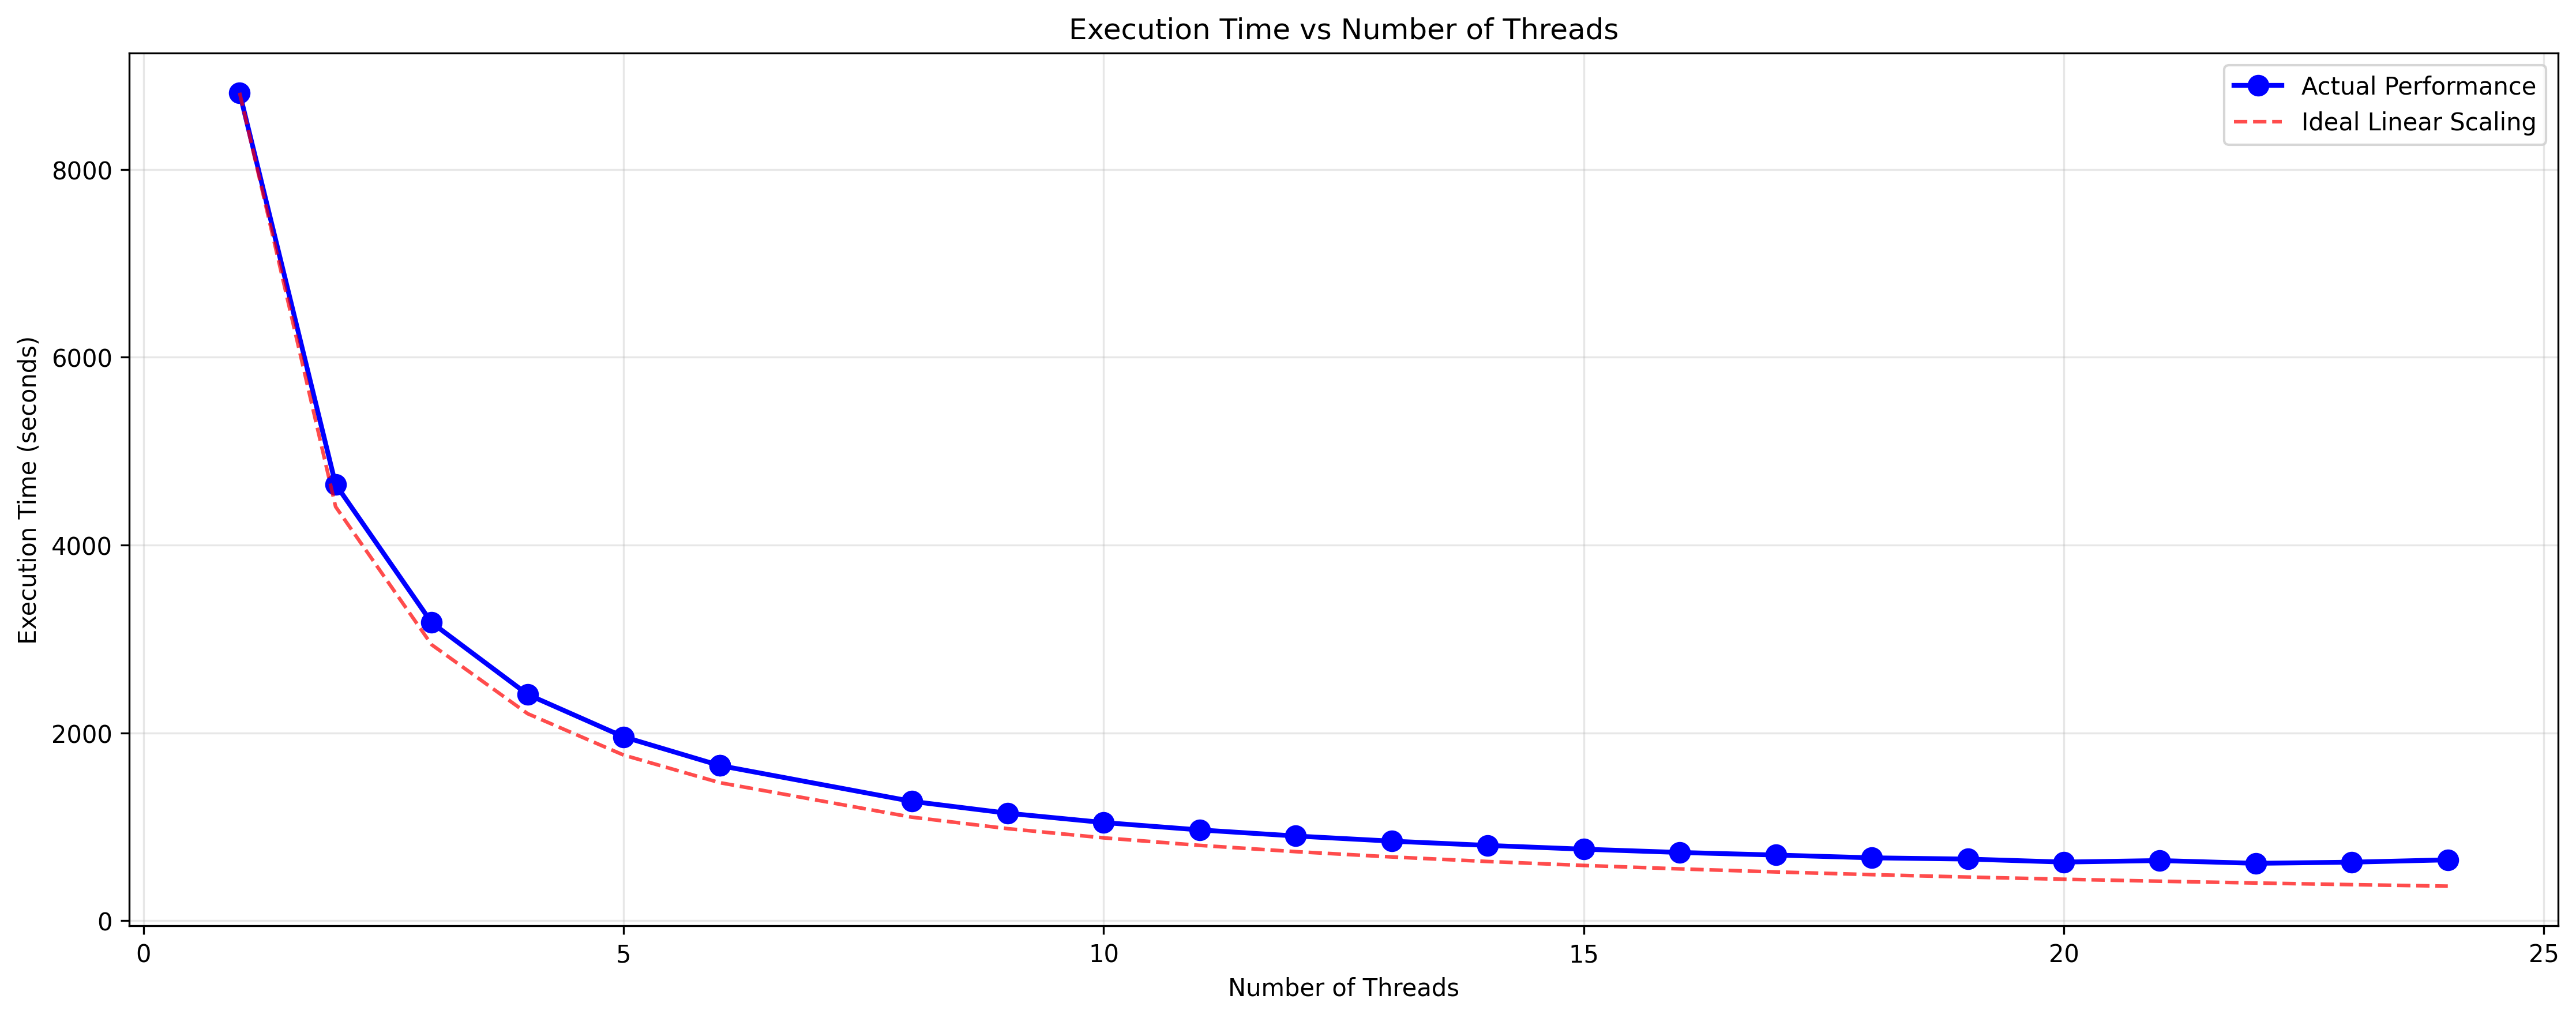 Execution Time vs Number of Threads
Actual Performance
Ideal Linear Scaling
Execution Time (seconds)
8000
6000
4000
2000
0
0 5 10 15 20 25
Number of Threads